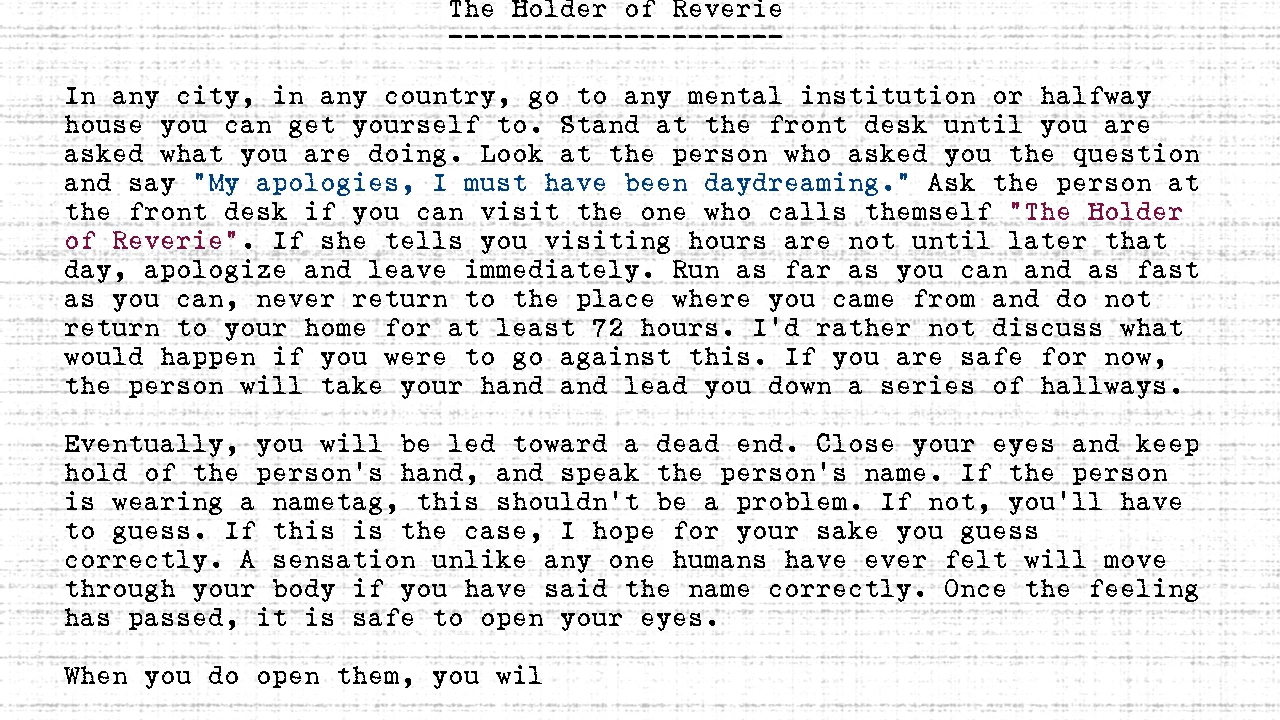 The Holder of Reverie
---------------------
In any city, in any country, go to any mental institution or halfway
house you can get yourself to. Stand at the front desk until you are
asked what you are doing. Look at the person who asked you the question
and say "My apologies, I must have been daydreaming." Ask the person at
the front desk if you can visit the one who calls themself "The Holder
of Reverie". If she tells you visiting hours are not until later that
day, apologize and leave immediately. Run as far as you can and as fast
as you can, never return to the place where you came from and do not
return to your home for at least 72 hours. I'd rather not discuss what
would happen if you were to go against this. If you are safe for now,
the person will take your hand and lead you down a series of hallways.
Eventually, you will be led toward a dead end. Close your eyes and keep
hold of the person's hand, and speak the person's name. If the person
is wearing a nametag, this shouldn't be a problem. If not, you'll have
to guess. If this is the case, I hope for your sake you guess
correctly. A sensation unlike any one humans have ever felt will move
through your body if you have said the name correctly. Once the feeling
has passed, it is safe to open your eyes.
When you do open them, you wil